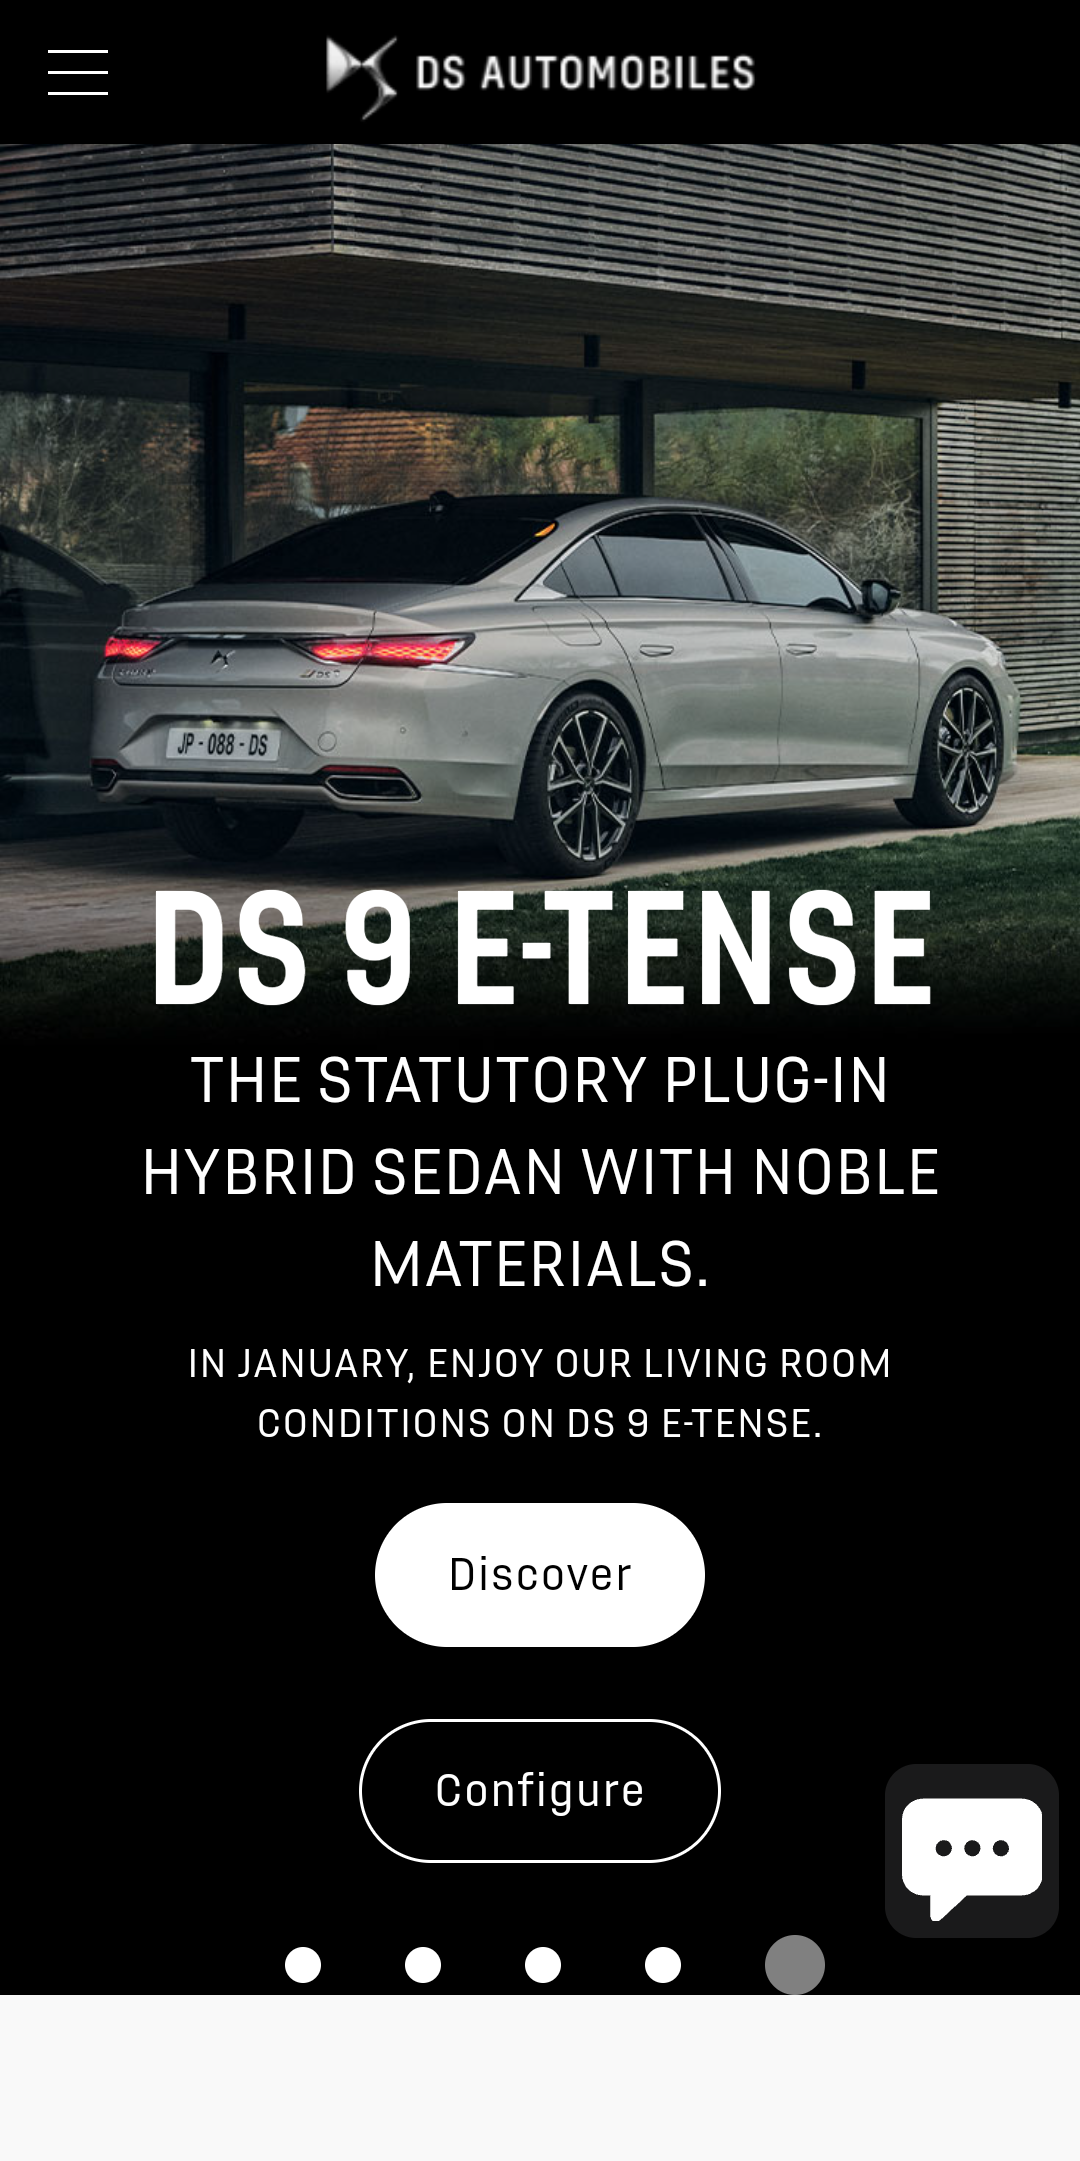 DS AUTOMOBILES
JP - 088 - DS
DS 9 E-TENSE
THE STATUTORY PLUG-IN
HYBRID SEDAN WITH NOBLE
MATERIALS.
IN JANUARY, ENJOY OUR LIVING ROOM
CONDITIONS ON DS 9 E-TENSE.
Discover
Configure